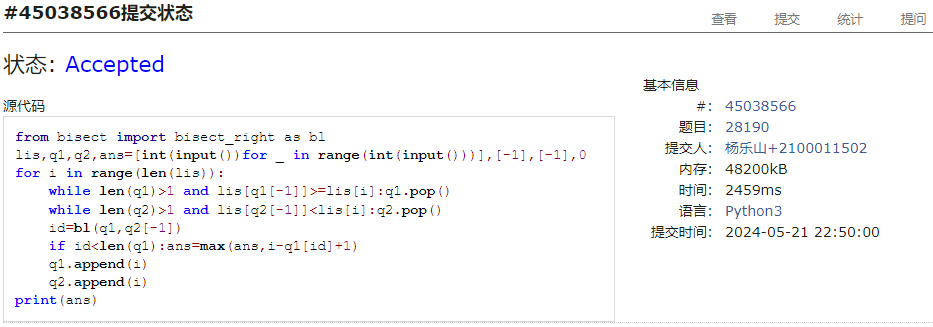 #45038566提交状态
查看 提交 统计 提问
状态: Accepted
源代码
from bisect import bisect_right as bl
lis,q1,q2,ans=[int(input())for _ in range(int(input()))],[-1],[-1],0
for i in range(len(lis)):
    while len(q1)>1 and lis[q1[-1]]>=lis[i]:q1.pop()
    while len(q2)>1 and lis[q2[-1]]<lis[i]:q2.pop()
    id=bl(q1,q2[-1])
    if id<len(q1):ans=max(ans,i-q1[id]+1)
    q1.append(i)
    q2.append(i)
print(ans)
基本信息
#: 45038566
题目: 28190
提交人: 杨乐山+2100011502
内存: 48200kB
时间: 2459ms
语言: Python3
提交时间: 2024-05-21 22:50:00